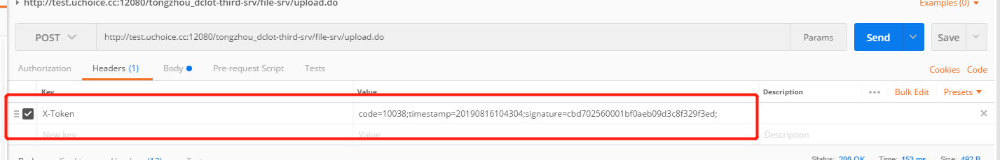 http://test.uchoice.cc:12080/tongzhou_dclot-third-srv/file-srv/upload.do
Examples (0)
POST http://test.uchoice.cc:12080/tongzhou_dclot-third-srv/file-srv/upload.do Params Send Save
Authorization Headers (1) Body Pre-request Script Tests Cookies Code
Key Value Description Bulk Edit Presets
X-Token code=10038;timestamp=20190816104304;signature=cbd702560001bf0aeb09d3c8f329f3ed;
New key Value Description
Status: 200 OK Time: 153 ms Size: 492 B